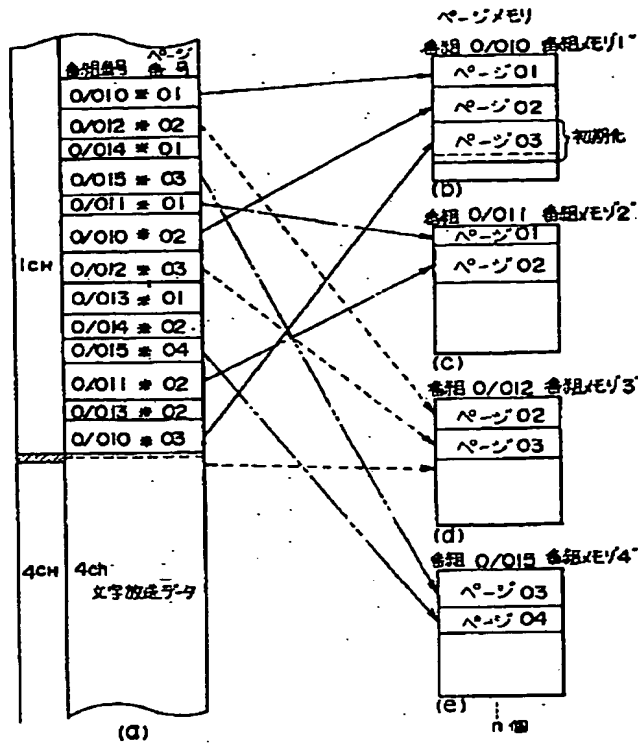 番組番号 ページ番号
0/010 * 01
0/012 * 02
0/014 * 01
0/015 * 03
0/011 * 01
0/010 * 02
0/012 * 03
0/013 * 01
0/014 * 02
0/015 * 04
0/011 * 02
0/013 * 02
0/010 * 03
1CH
4CH
4ch
文字放送データ
(a)
ページメモリ
番組 0/010 番組メモリ1
ページ01
ページ02
ページ03
初期化
(b)
番組 0/011 番組メモリ2
ページ01
ページ02
(c)
番組 0/012 番組メモリ3
ページ02
ページ03
(d)
番組 0/015 番組メモリ4
ページ03
ページ04
(e)
n個